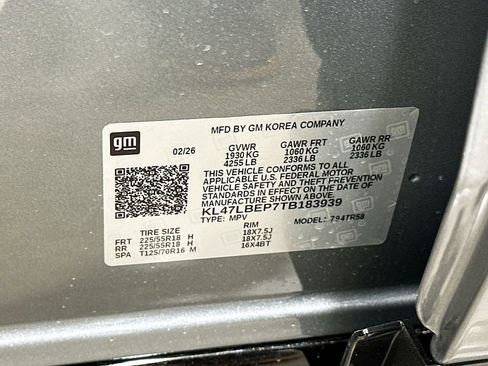 MFD BY GM KOREA COMPANY
gm
02/26
GVWR GAWR FRT GAWR RR
1930 KG 1060 KG 1060 KG
4255 LB 2336 LB 2336 LB
THIS VEHICLE CONFORMS TO ALL
APPLICABLE U.S. FEDERAL MOTOR
VEHICLE SAFETY AND THEFT PREVENTION
STANDARDS IN EFFECT ON THE DATE OF
MANUFACTURE SHOWN ABOVE.
KL47LBEP7TB183939
TYPE: MPV MODEL: 794TR58
TIRE SIZE RIM
FRT 225/55R18 H 18X7.5J
RR 225/55R18 H 18X7.5J
SPA T125/70R16 M 16X4BT